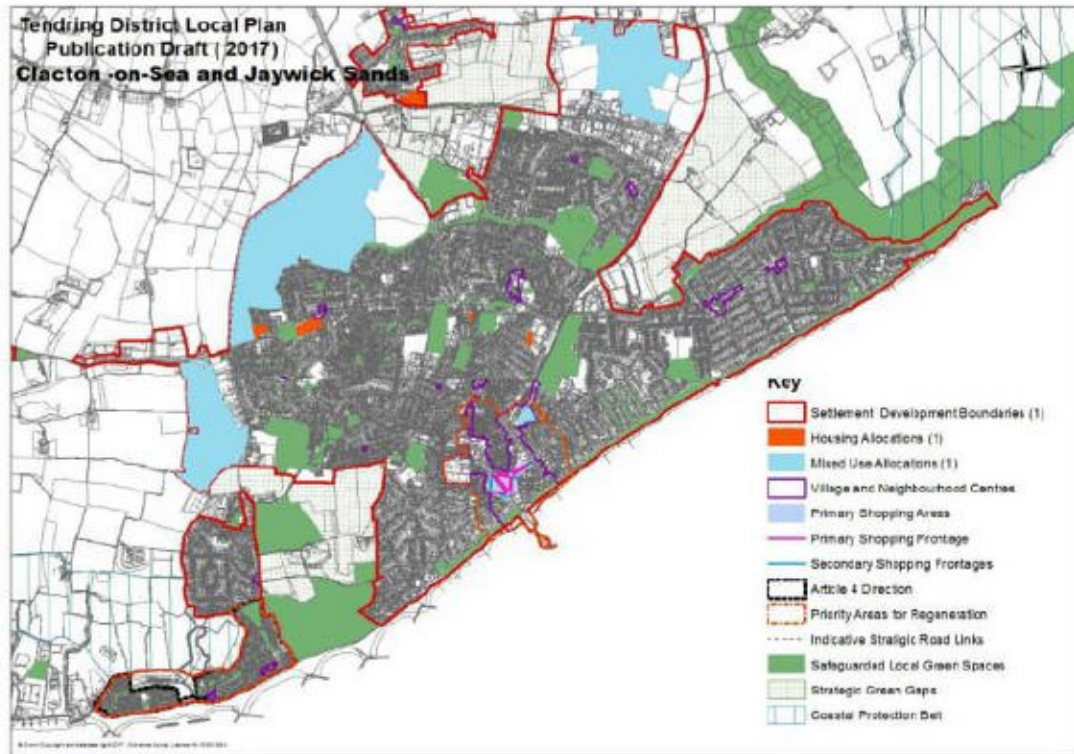 Tendring District Local Plan
Publication Draft ( 2017)
Clacton -on-Sea and Jaywick Sands
Key
Settlement Development Boundaries (1)
Housing Allocations (1)
Mixed Use Allocations (1)
Village and Neighbourhood Centres
Primary Shopping Areas
Primary Shopping Frontage
Secondary Shopping Frontages
Article 4 Direction
Priority Areas for Regeneration
Indicative Stratigic Road Links
Safeguarded Local Green Spaces
Strategic Green Gaps
Coastal Protection Belt